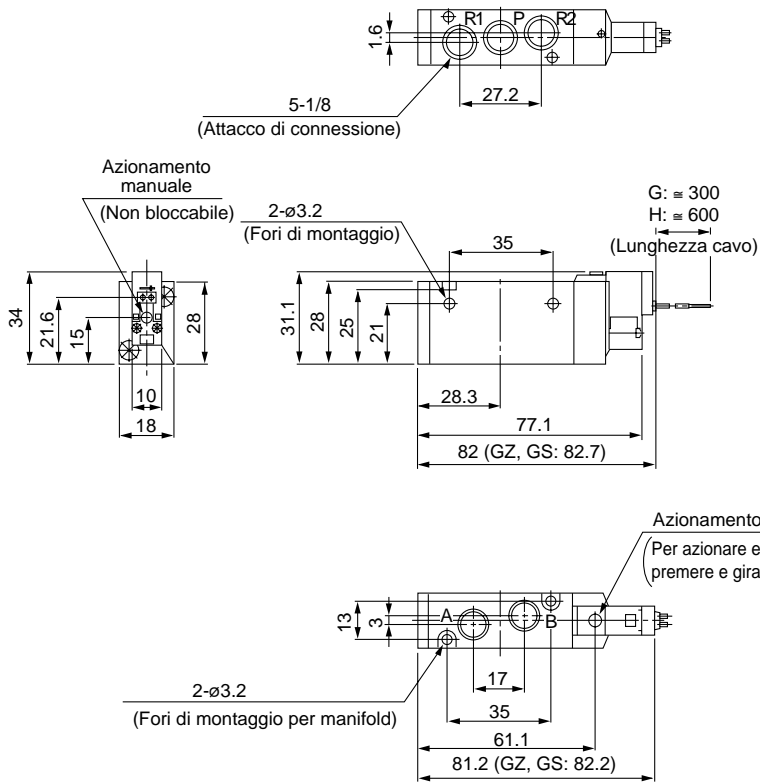 R1 P R2
1.6
27.2
5-1/8
(Attacco di connessione)
Azionamento
manuale
(Non bloccabile)
34
21.6
15
28
10
18
2-ø3.2
(Fori di montaggio)
35
G: ≅ 300
H: ≅ 600
(Lunghezza cavo)
31.1
28
25
21
28.3
77.1
82 (GZ, GS: 82.7)
Azionamento
Per azionare e
premere e gira
A
B
13
3
2-ø3.2
(Fori di montaggio per manifold)
17
35
61.1
81.2 (GZ, GS: 82.2)